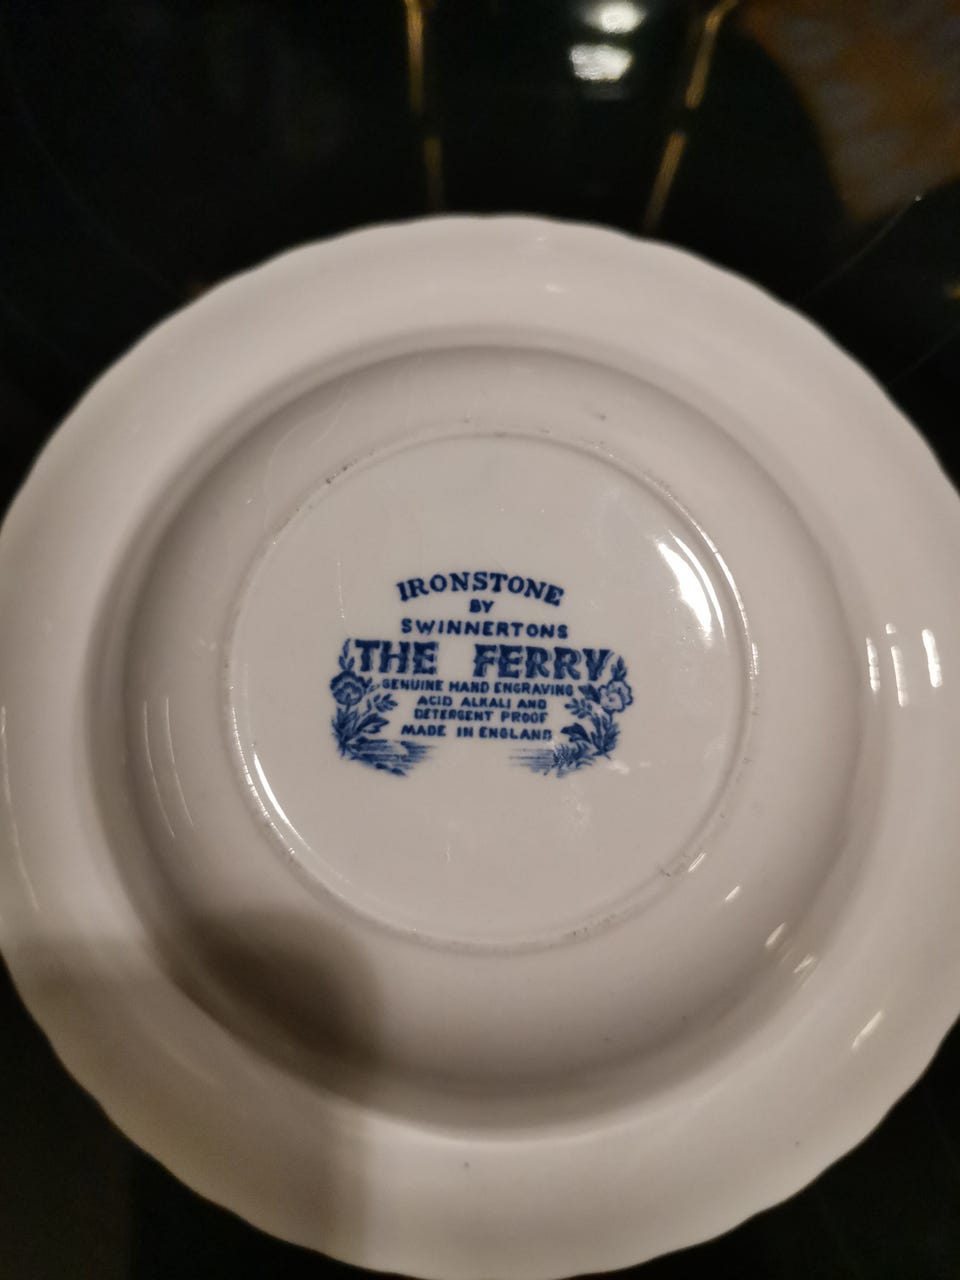 IRONSTONE
BY
SWINNERTONS
THE FERRY
GENUINE HAND ENGRAVING
ACID ALKALI AND
DETERGENT PROOF
MADE IN ENGLAND